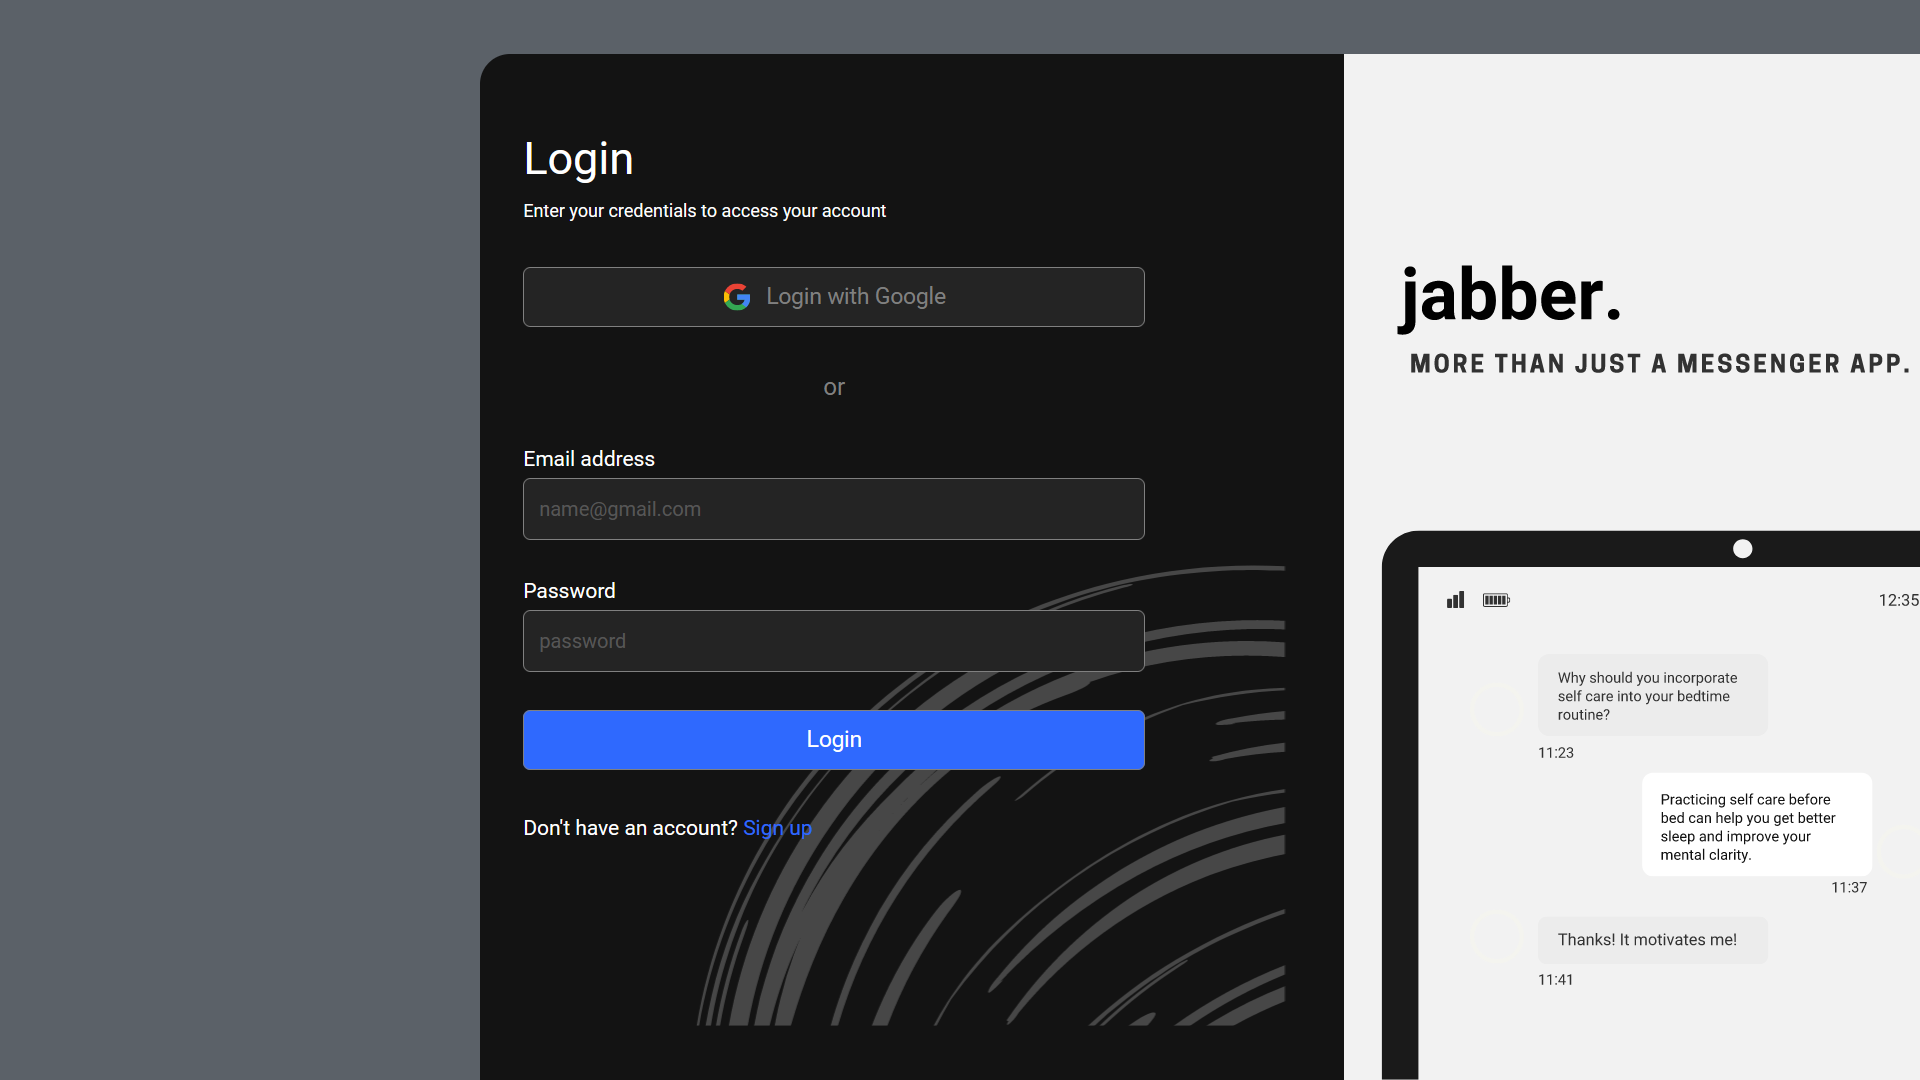 Login
Enter your credentials to access your account
Login with Google
or
Email address
name@gmail.com
Password
password
Login
Don't have an account? Sign up
jabber.
MORE THAN JUST A MESSENGER APP.
12:35
Why should you incorporate
self care into your bedtime
routine?
11:23
Practicing self care before
bed can help you get better
sleep and improve your
mental clarity.
11:37
Thanks! It motivates me!
11:41